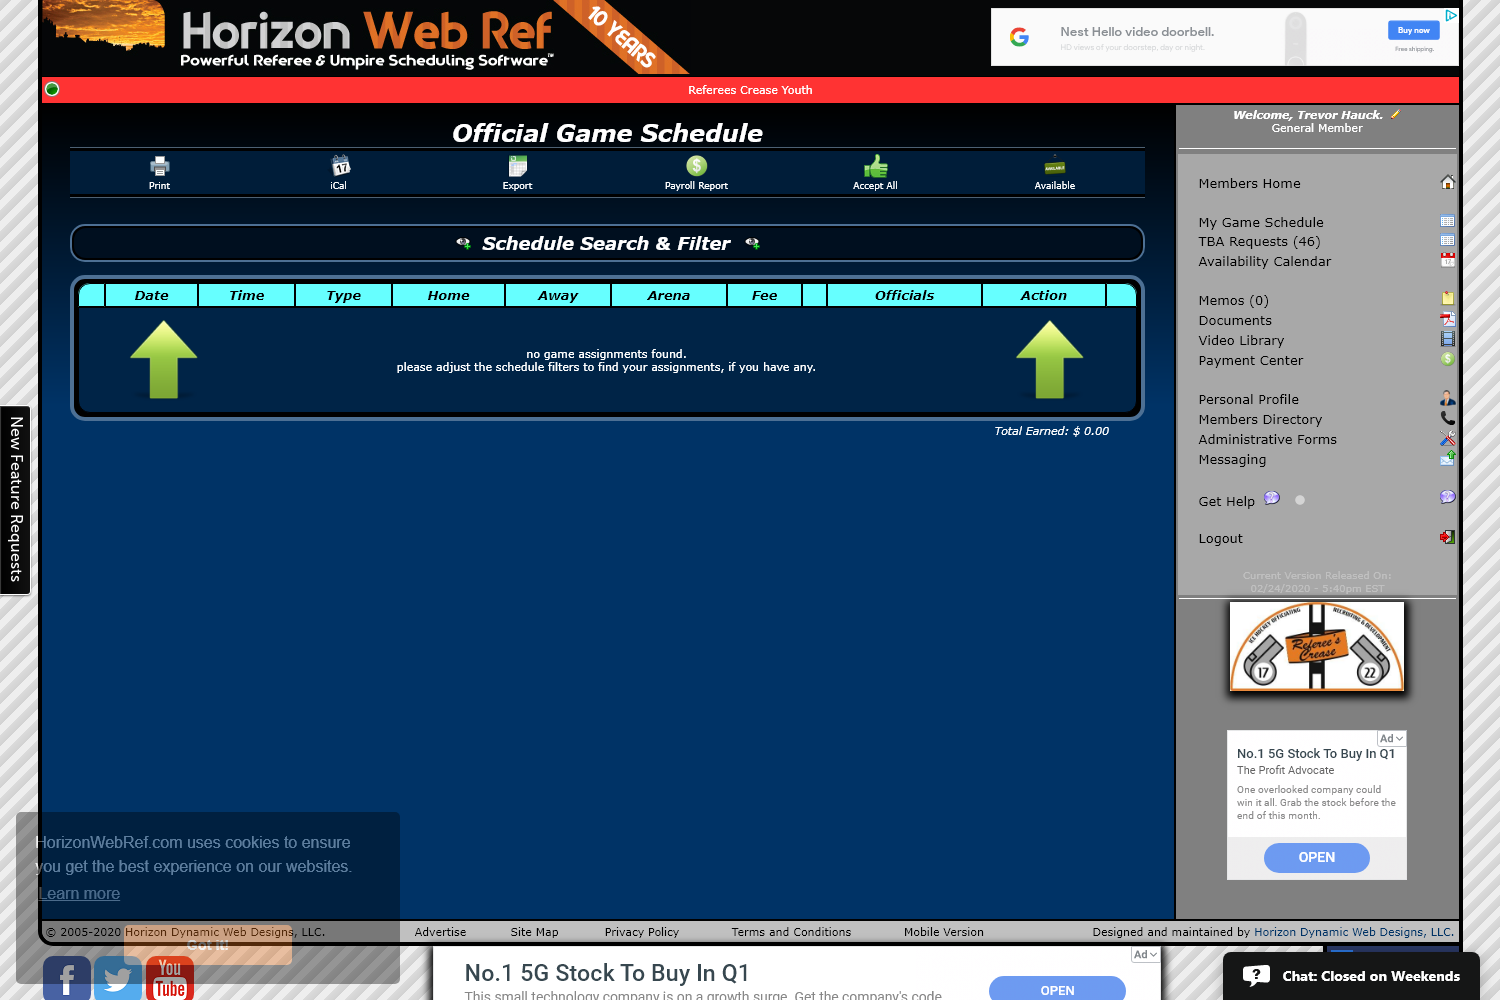 Horizon Web Ref
Powerful Referee & Umpire Scheduling Software™
10 YEARS
Nest Hello video doorbell.
HD views of your doorstep, day or night.
Buy now
Free shipping.
Referees Crease Youth
Official Game Schedule
Print
iCal
Export
Payroll Report
Accept All
Available
Schedule Search & Filter
Date Time Type Home Away Arena Fee Officials Action
no game assignments found.
please adjust the schedule filters to find your assignments, if you have any.
Total Earned: $ 0.00
Welcome, Trevor Hauck.
General Member
Members Home
My Game Schedule
TBA Requests (46)
Availability Calendar
Memos (0)
Documents
Video Library
Payment Center
Personal Profile
Members Directory
Administrative Forms
Messaging
Get Help
Logout
Current Version Released On:
02/24/2020 - 5:40pm EST
ICE HOCKEY OFFICIATING
RECRUITING & DEVELOPMENT
Referee's
Crease
17
22
Ad
No.1 5G Stock To Buy In Q1
The Profit Advocate
One overlooked company could
win it all. Grab the stock before the
end of this month.
OPEN
New Feature Requests
HorizonWebRef.com uses cookies to ensure
you get the best experience on our websites.
Learn more
Got it!
© 2005-2020 Horizon Dynamic Web Designs, LLC.
Advertise
Site Map
Privacy Policy
Terms and Conditions
Mobile Version
Designed and maintained by Horizon Dynamic Web Designs, LLC.
You
Tube
Ad
No.1 5G Stock To Buy In Q1
This small technology company is on a growth surge. Get the company's code
OPEN
Chat: Closed on Weekends